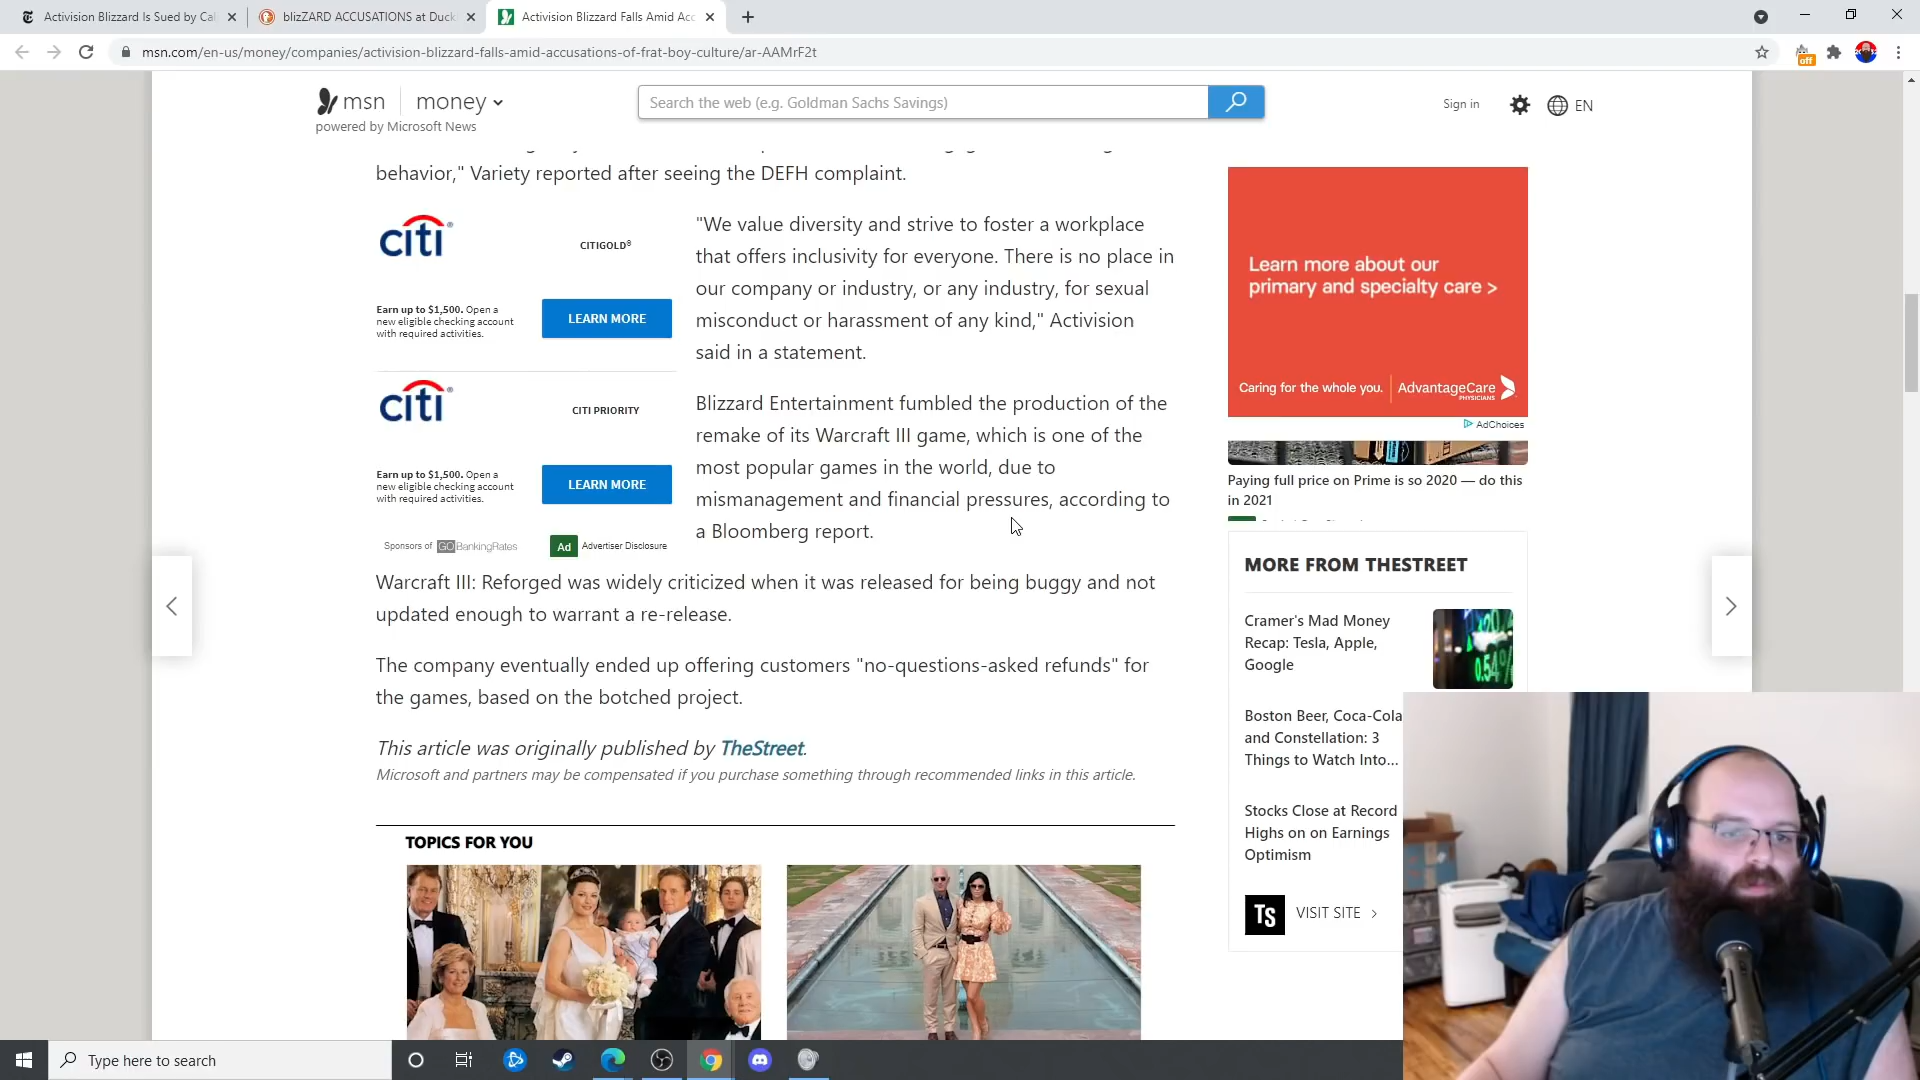 Activision Blizzard Is Sued by Cal
blizZARD ACCUSATIONS at Duck
Activision Blizzard Falls Amid Acc
msn.com/en-us/money/companies/activision-blizzard-falls-amid-accusations-of-frat-boy-culture/ar-AAMrF2t
off
msn money
powered by Microsoft News
Search the web (e.g. Goldman Sachs Savings)
Sign in
EN
behavior," Variety reported after seeing the DEFH complaint.
citi
CITIGOLD®
Earn up to $1,500. Open a
new eligible checking account
with required activities.
LEARN MORE
citi
CITI PRIORITY
Earn up to $1,500. Open a
new eligible checking account
with required activities.
LEARN MORE
Sponsors of GOBankingRates
Ad Advertiser Disclosure
"We value diversity and strive to foster a workplace
that offers inclusivity for everyone. There is no place in
our company or industry, or any industry, for sexual
misconduct or harassment of any kind," Activision
said in a statement.
Blizzard Entertainment fumbled the production of the
remake of its Warcraft III game, which is one of the
most popular games in the world, due to
mismanagement and financial pressures, according to
a Bloomberg report.
Warcraft III: Reforged was widely criticized when it was released for being buggy and not
updated enough to warrant a re-release.
The company eventually ended up offering customers "no-questions-asked refunds" for
the games, based on the botched project.
This article was originally published by TheStreet.
Microsoft and partners may be compensated if you purchase something through recommended links in this article.
TOPICS FOR YOU
Learn more about our
primary and specialty care >
Caring for the whole you.
AdvantageCare
PHYSICIANS
AdChoices
Paying full price on Prime is so 2020 — do this
in 2021
MORE FROM THESTREET
Cramer's Mad Money
Recap: Tesla, Apple,
Google
0.54%
Boston Beer, Coca-Cola
and Constellation: 3
Things to Watch Into...
Stocks Close at Record
Highs on on Earnings
Optimism
Ts
VISIT SITE >
Type here to search